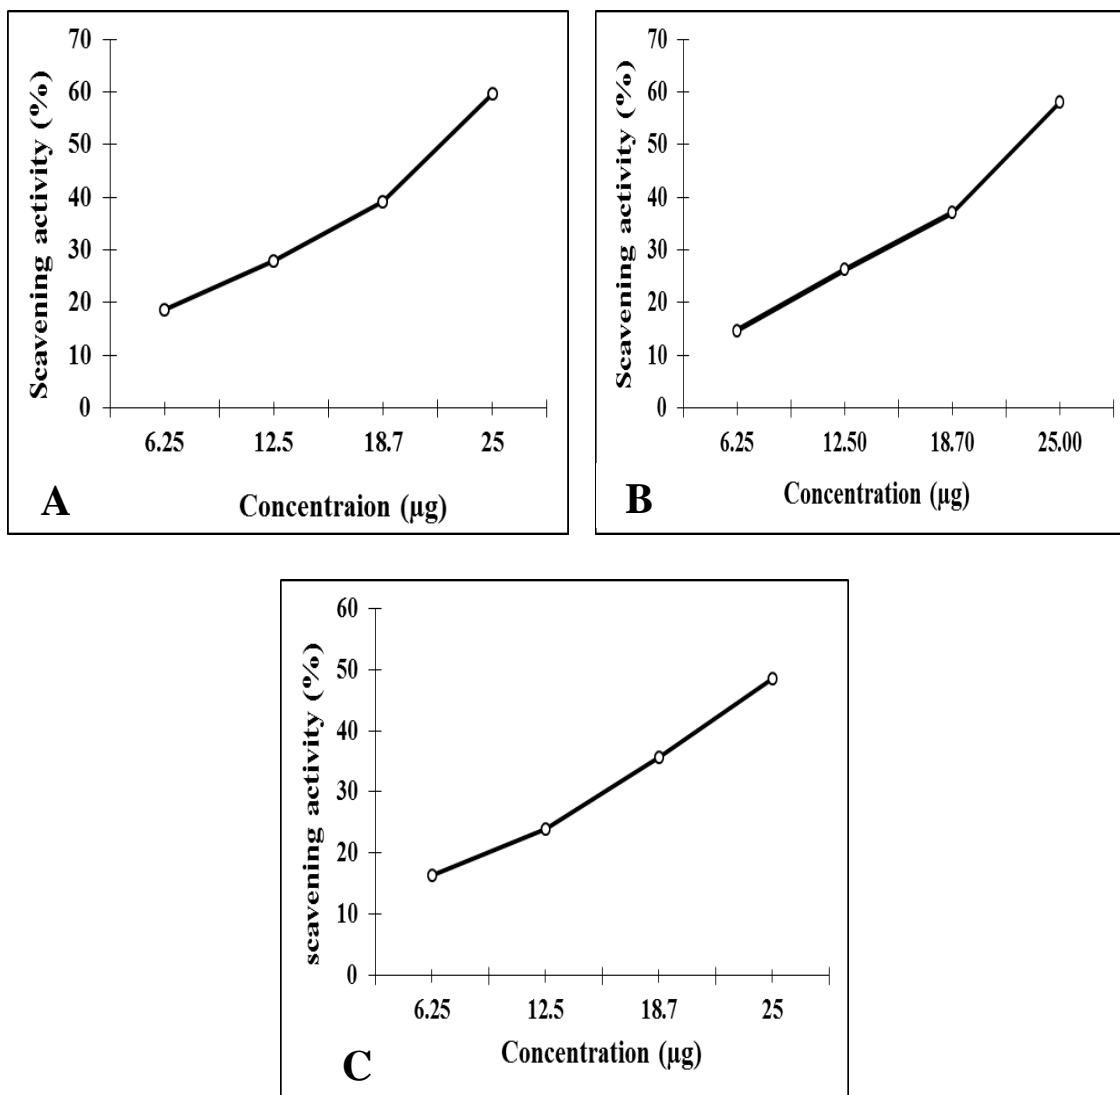 Scavening activity (%)
70
60
50
40
30
20
10
0
6.25 12.5 18.7 25
Concentraion (µg)
A
Scavening activity (%)
70
60
50
40
30
20
10
0
6.25 12.50 18.70 25.00
Concentration (µg)
B
scavening activity (%)
60
50
40
30
20
10
0
6.25 12.5 18.7 25
Concentration (µg)
C